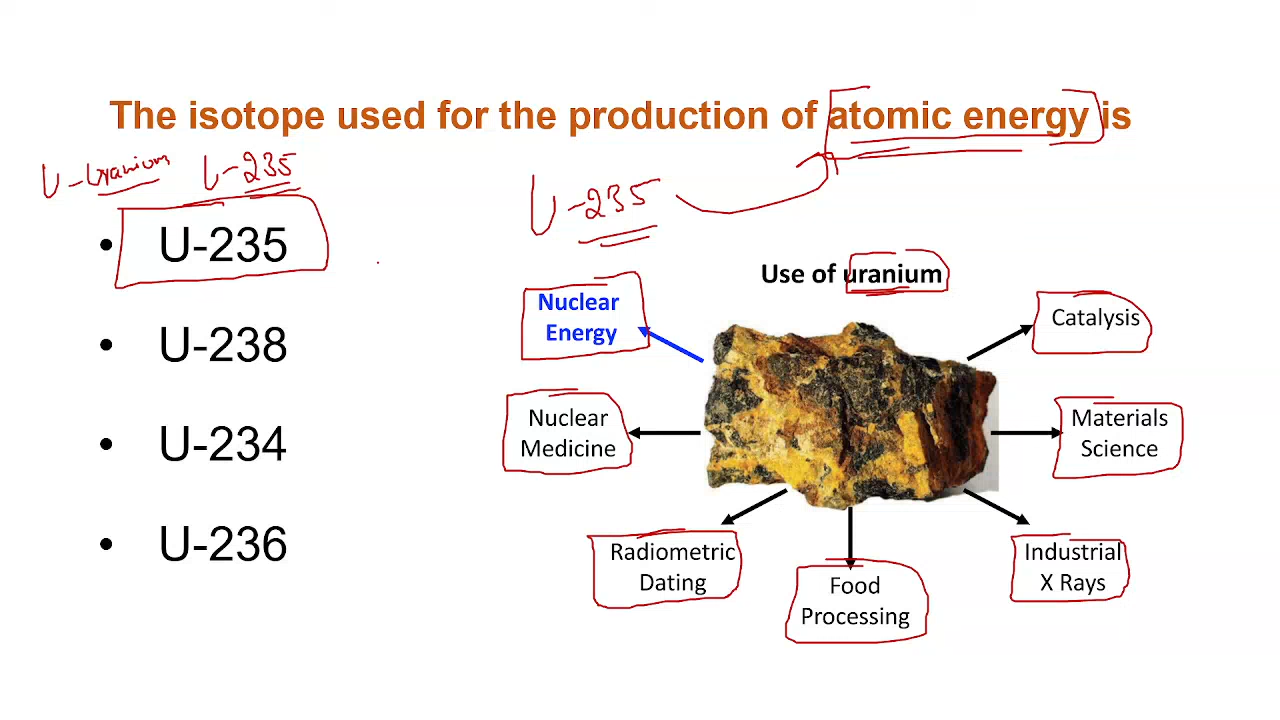 The isotope used for the production of atomic energy is
U-Uranium U-235
U-235
• U-235
Use of uranium
Nuclear
Energy
Catalysis
• U-238
Nuclear
Medicine
Materials
Science
• U-234
Radiometric
Dating
Food
Processing
Industrial
X Rays
• U-236